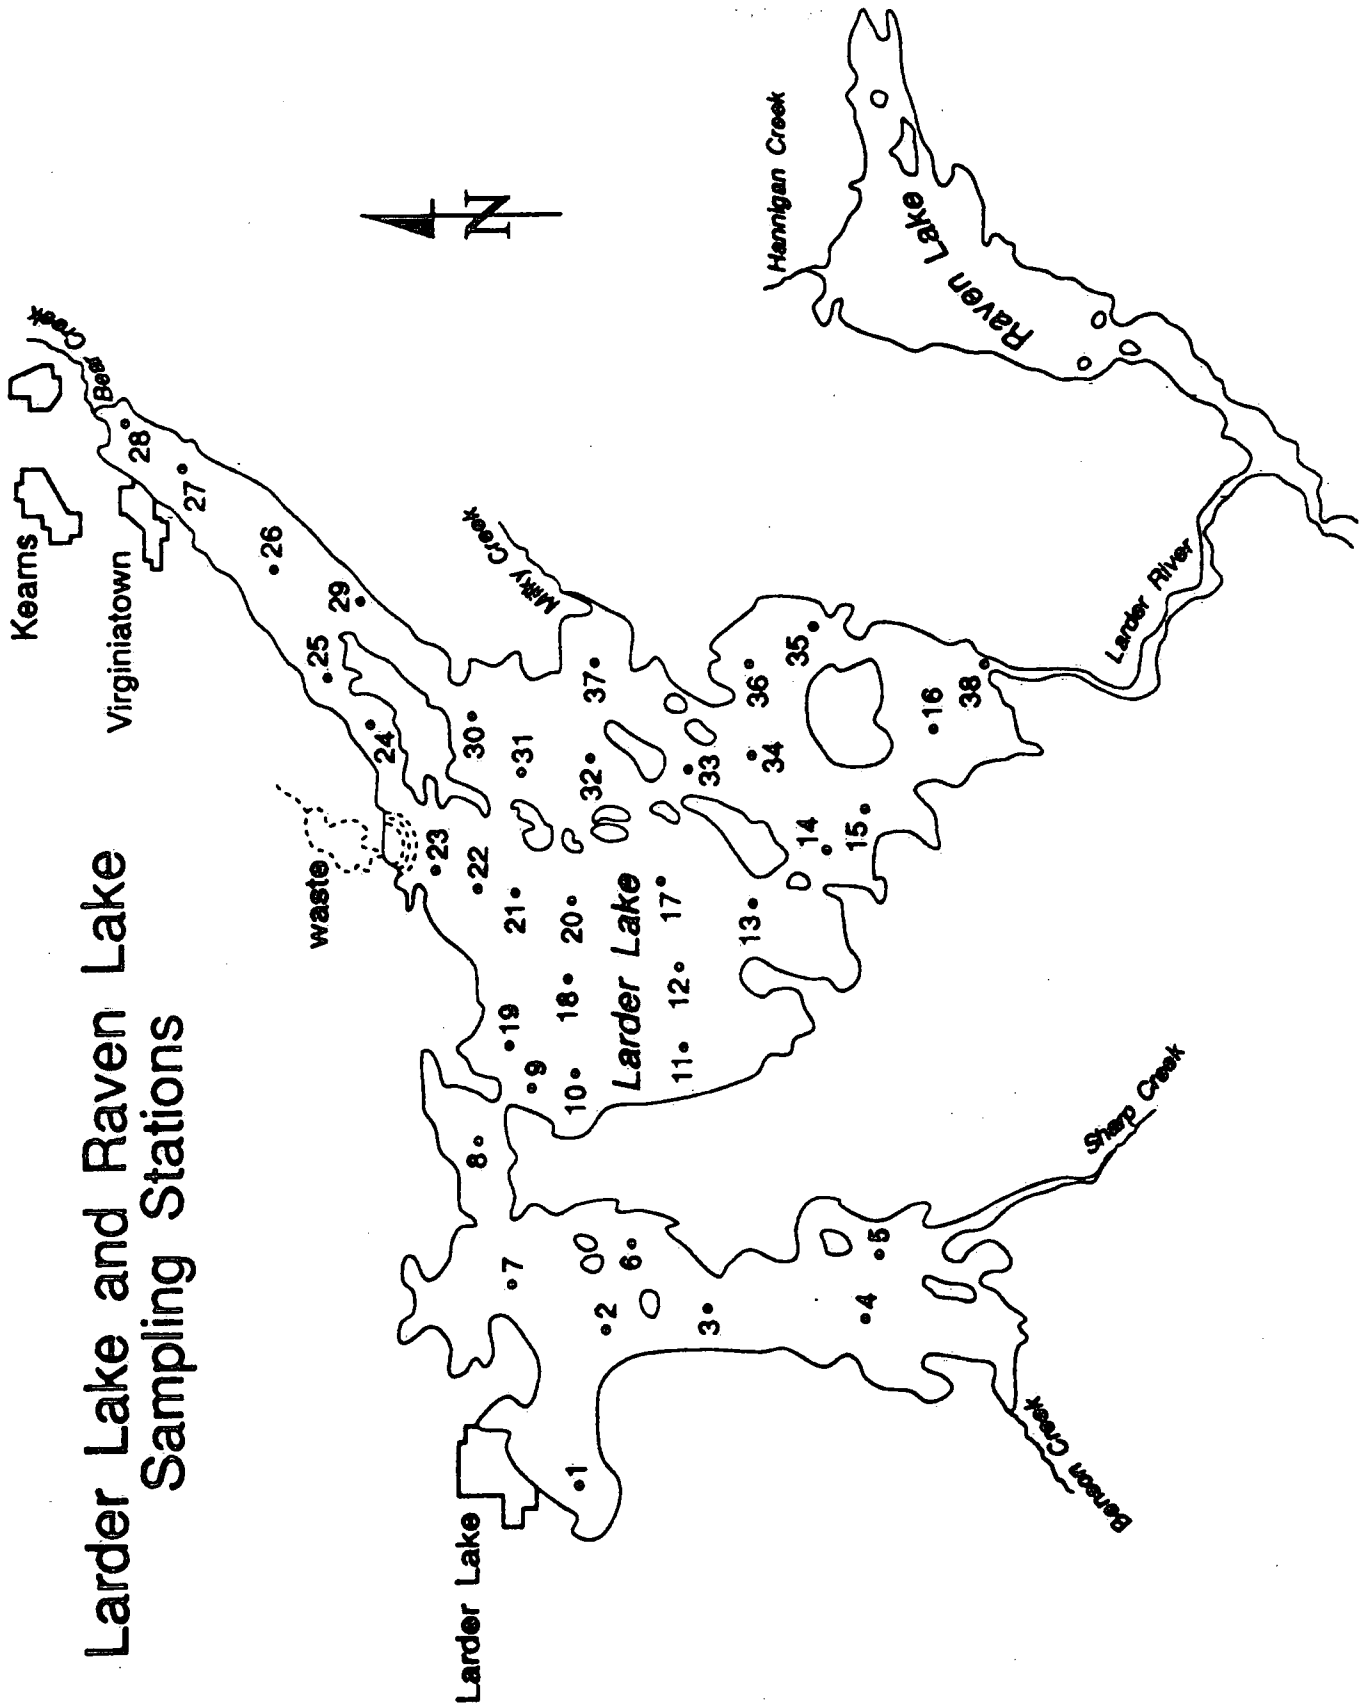 Larder Lake and Raven Lake
Sampling Stations
Kearns
Virginiatown
Bear Creek
28
27
26
29
25
24
waste
23
22
21
20
30
31
32
37
Milky Creek
N
Hannigan Creek
Raven Lake
Larder River
33
34
35
36
38
16
15
14
13
17
12
11
Larder Lake
18
19
9
10
8
7
6
2
3
5
4
1
Larder Lake
Sharp Creek
Benson Creek